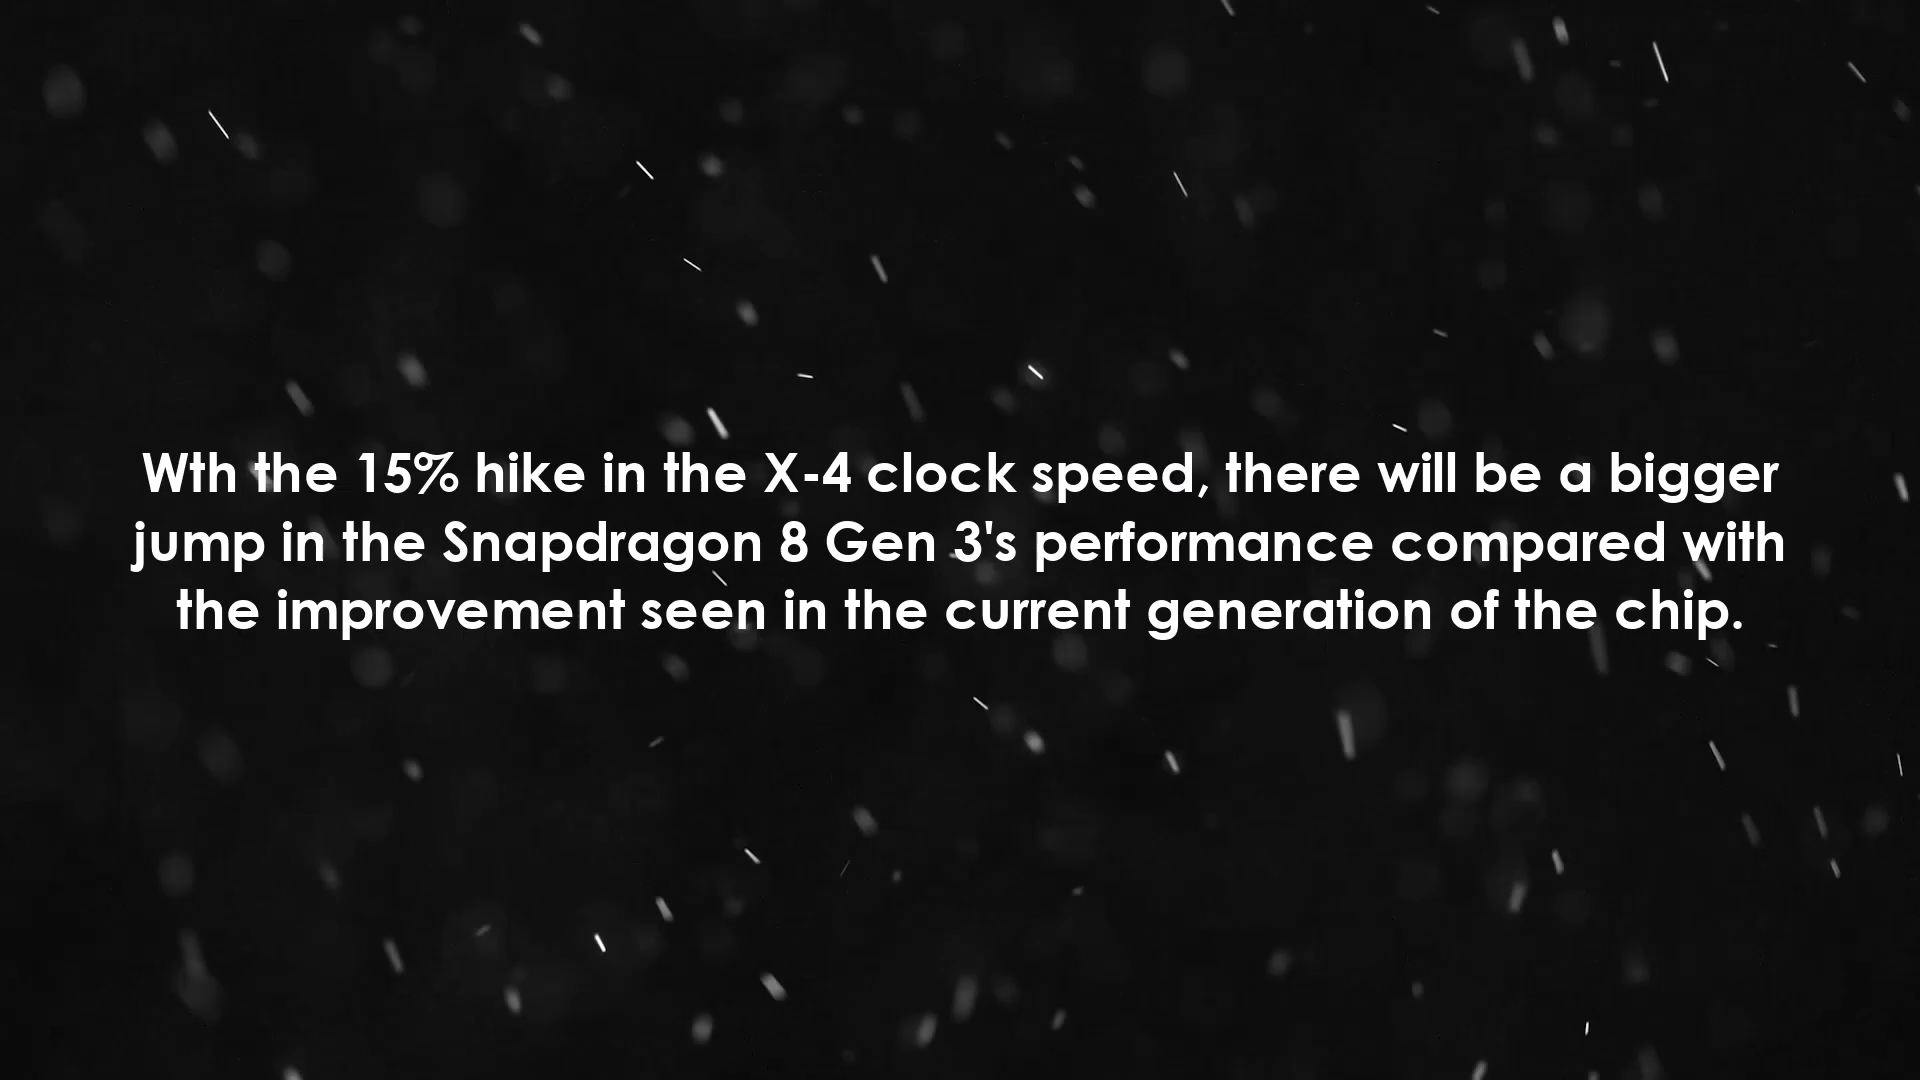 Wth the 15% hike in the X-4 clock speed, there will be a bigger
jump in the Snapdragon 8 Gen 3's performance compared with
the improvement seen in the current generation of the chip.